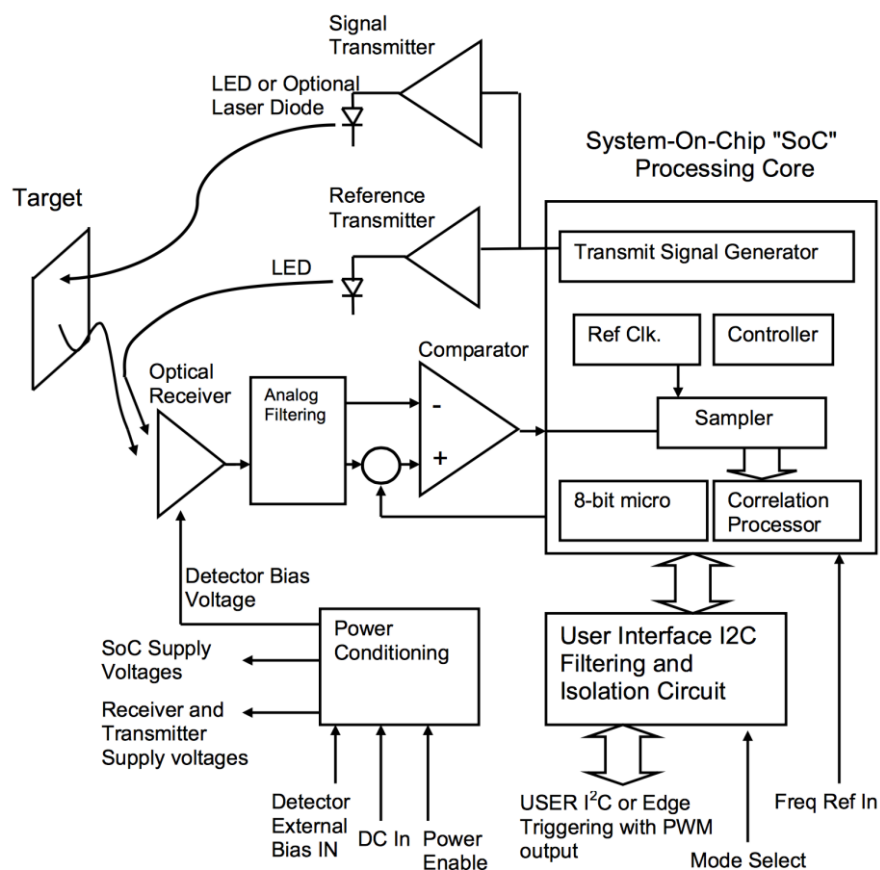 Signal
Transmitter
LED or Optional
Laser Diode
System-On-Chip "SoC"
Processing Core
Target
Reference
Transmitter
LED
Transmit Signal Generator
Ref Clk.
Controller
Comparator
Optical
Receiver
Analog
Filtering
-
+
Sampler
8-bit micro
Correlation
Processor
Detector Bias
Voltage
Power
Conditioning
SoC Supply
Voltages
Receiver and
Transmitter
Supply voltages
User Interface I2C
Filtering and
Isolation Circuit
Detector
External
Bias IN
DC In
Power
Enable
USER I²C or Edge
Triggering with PWM
output
Mode Select
Freq Ref In